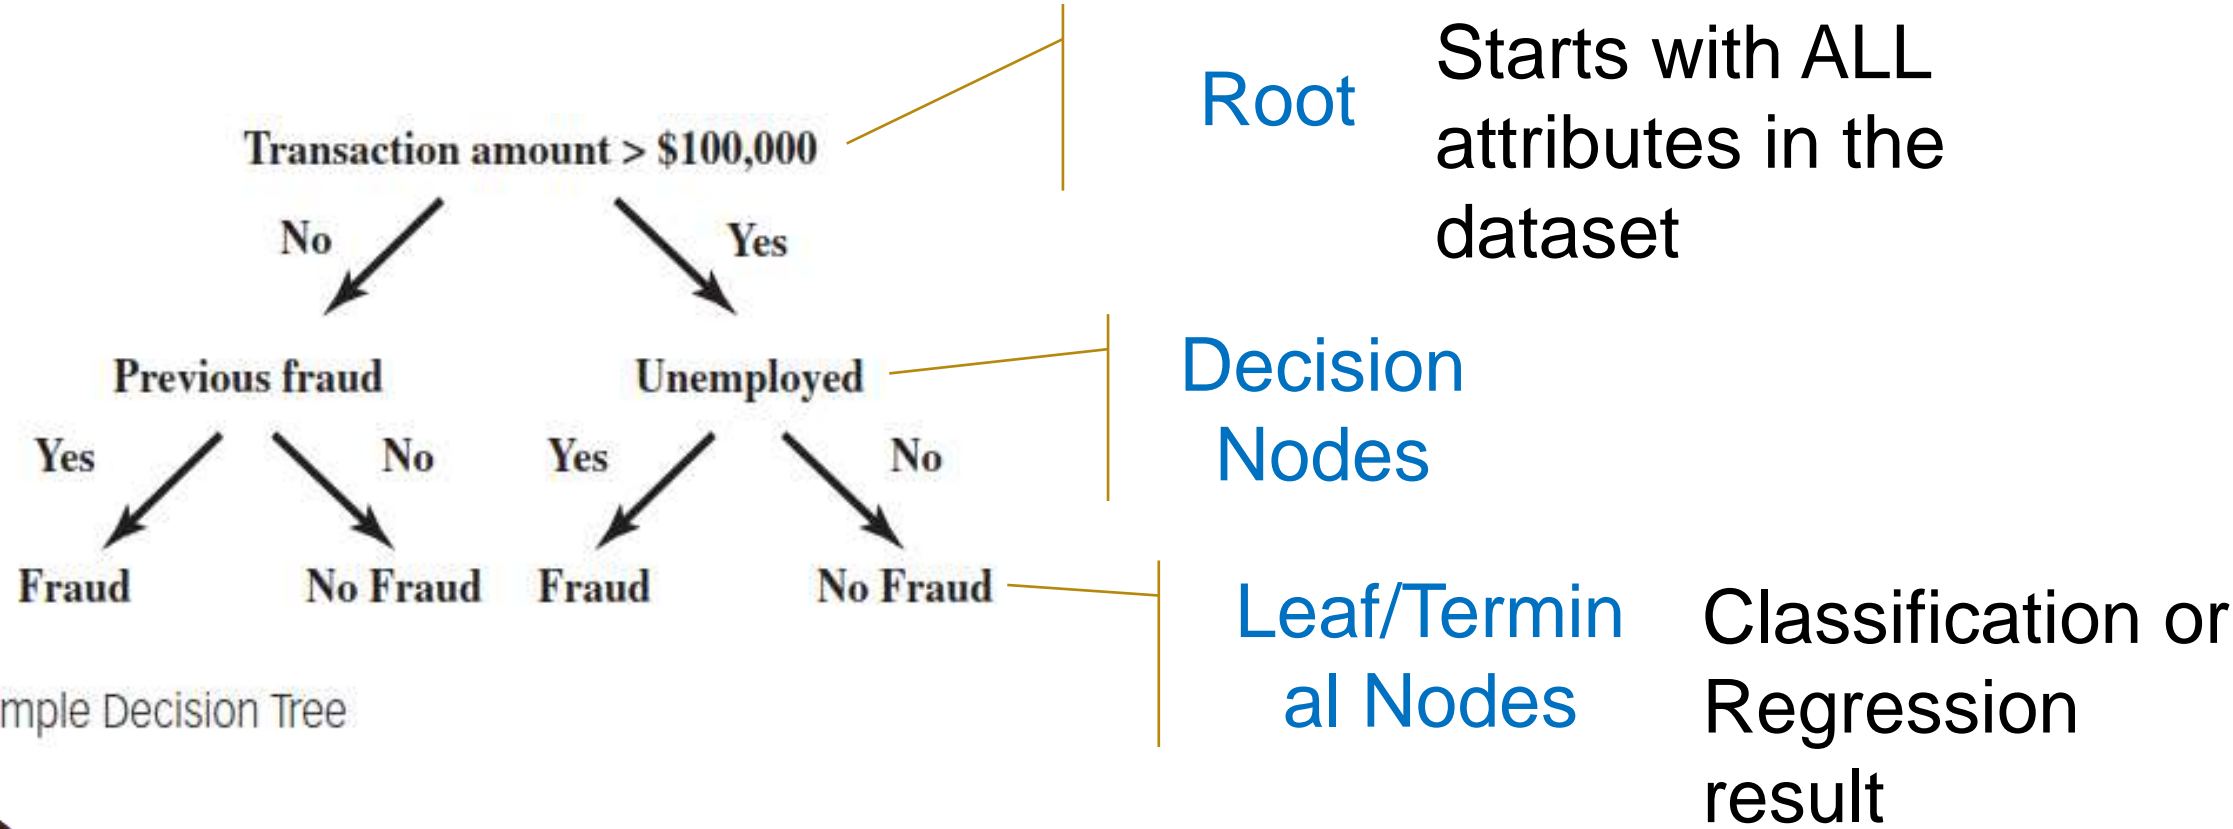 Transaction amount > $100,000
Root
Starts with ALL
attributes in the
dataset
No
Yes
Previous fraud
Unemployed
Decision
Nodes
Yes
No
Yes
No
Fraud
No Fraud
Fraud
No Fraud
Leaf/Termin
al Nodes
Classification or
Regression
result
mple Decision Tree